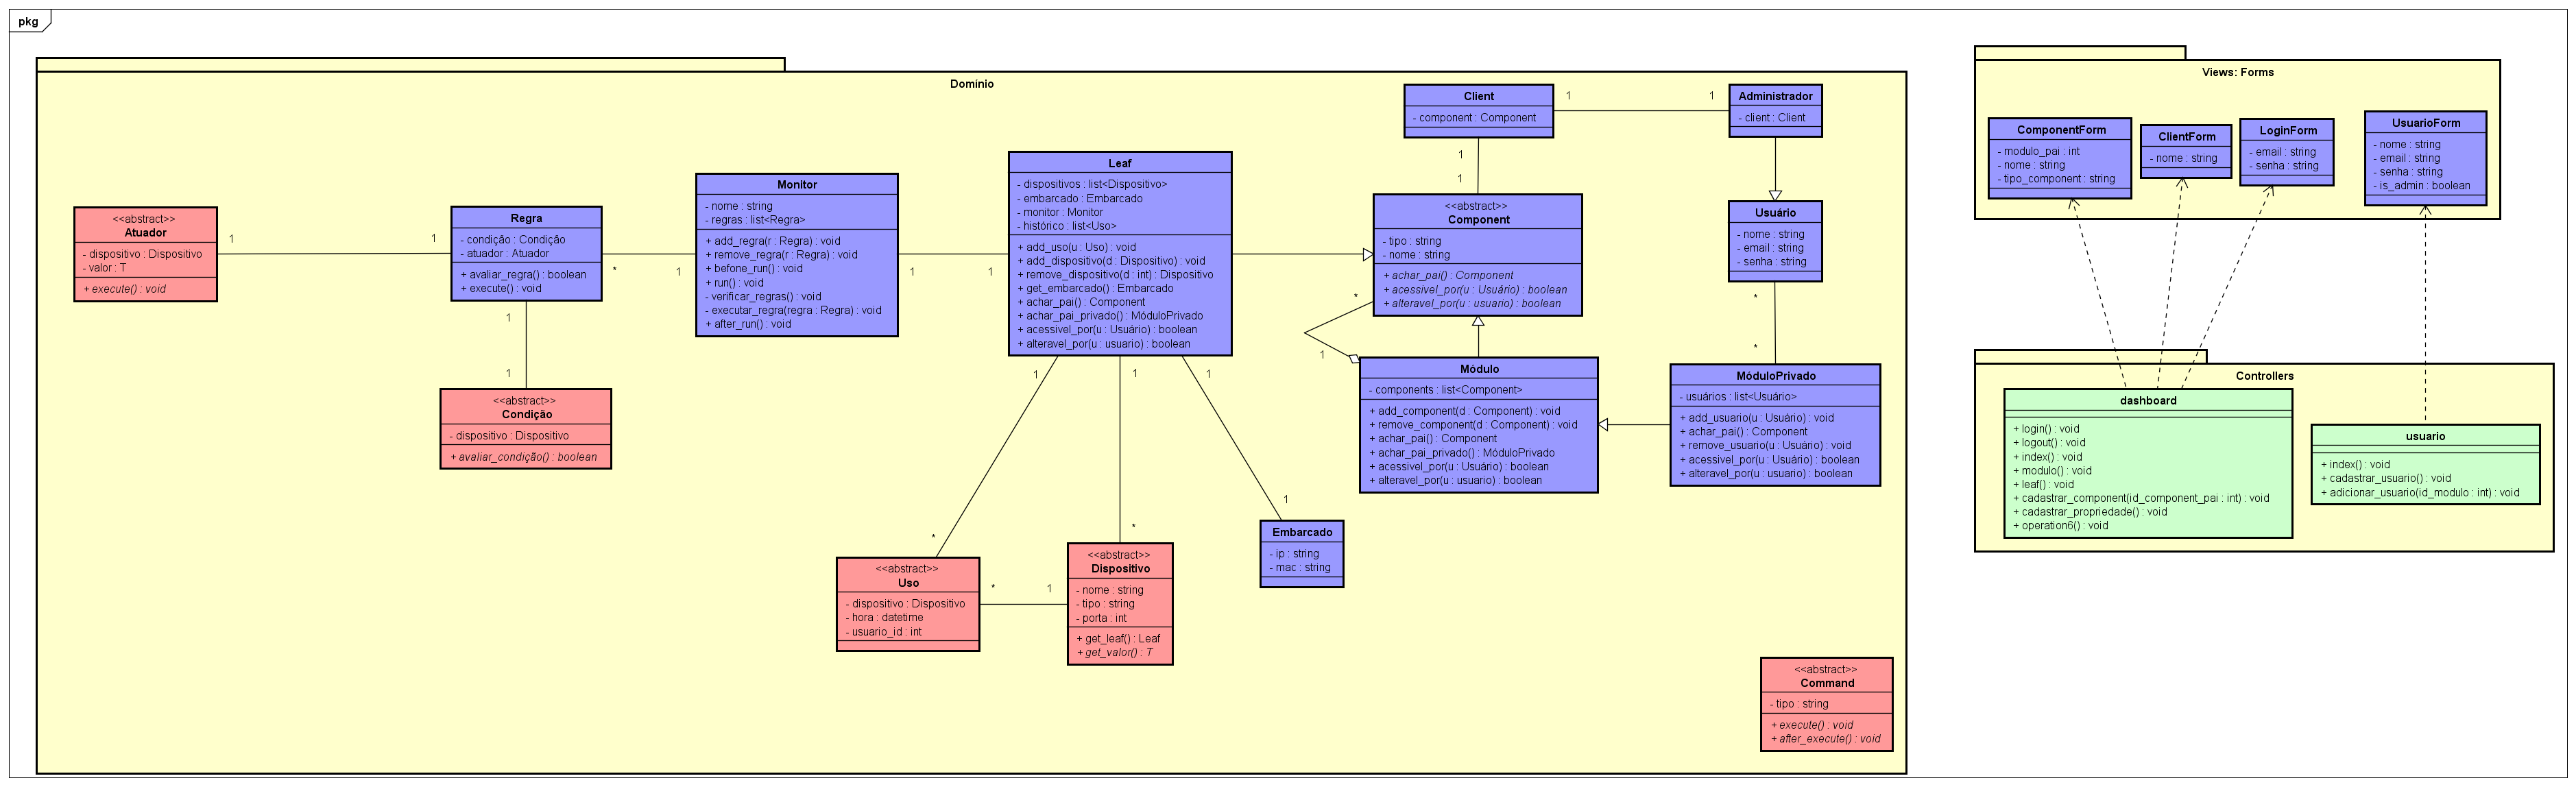 pkg
Domínio
<<abstract>>
Atuador
- dispositivo : Dispositivo
- valor : T
+ execute() : void
1
1
Regra
- condição : Condição
- atuador : Atuador
+ avaliar_regra() : boolean
+ execute() : void
*
1
1
1
<<abstract>>
Condição
- dispositivo : Dispositivo
+ avaliar_condição() : boolean
Monitor
- nome : string
- regras : list<Regra>
+ add_regra(r : Regra) : void
+ remove_regra(r : Regra) : void
+ befone_run() : void
+ run() : void
- verificar_regras() : void
- executar_regra(regra : Regra) : void
+ after_run() : void
1
1
Leaf
- dispositivos : list<Dispositivo>
- embarcado : Embarcado
- monitor : Monitor
- histórico : list<Uso>
+ add_uso(u : Uso) : void
+ add_dispositivo(d : Dispositivo) : void
+ remove_dispositivo(d : int) : Dispositivo
+ get_embarcado() : Embarcado
+ achar_pai() : Component
+ achar_pai_privado() : MóduloPrivado
+ acessivel_por(u : Usuário) : boolean
+ alteravel_por(u : usuario) : boolean
1
1
1
*
*
1
<<abstract>>
Uso
- dispositivo : Dispositivo
- hora : datetime
- usuario_id : int
*
1
<<abstract>>
Dispositivo
- nome : string
- tipo : string
- porta : int
+ get_leaf() : Leaf
+ get_valor() : T
Embarcado
- ip : string
- mac : string
Client
- component : Component
1
1
Administrador
- client : Client
1
1
<<abstract>>
Component
- tipo : string
- nome : string
+ achar_pai() : Component
+ acessivel_por(u : Usuário) : boolean
+ alteravel_por(u : usuario) : boolean
*
1
Usuário
- nome : string
- email : string
- senha : string
*
*
Módulo
- components : list<Component>
+ add_component(d : Component) : void
+ remove_component(d : Component) : void
+ achar_pai() : Component
+ achar_pai_privado() : MóduloPrivado
+ acessivel_por(u : Usuário) : boolean
+ alteravel_por(u : usuario) : boolean
MóduloPrivado
- usuários : list<Usuário>
+ add_usuario(u : Usuário) : void
+ achar_pai() : Component
+ remove_usuario(u : Usuário) : void
+ acessivel_por(u : Usuário) : boolean
+ alteravel_por(u : usuario) : boolean
<<abstract>>
Command
- tipo : string
+ execute() : void
+ after_execute() : void
Views: Forms
ComponentForm
- modulo_pai : int
- nome : string
- tipo_component : string
ClientForm
- nome : string
LoginForm
- email : string
- senha : string
UsuarioForm
- nome : string
- email : string
- senha : string
- is_admin : boolean
Controllers
dashboard
+ login() : void
+ logout() : void
+ index() : void
+ modulo() : void
+ leaf() : void
+ cadastrar_component(id_component_pai : int) : void
+ cadastrar_propriedade() : void
+ operation6() : void
usuario
+ index() : void
+ cadastrar_usuario() : void
+ adicionar_usuario(id_modulo : int) : void